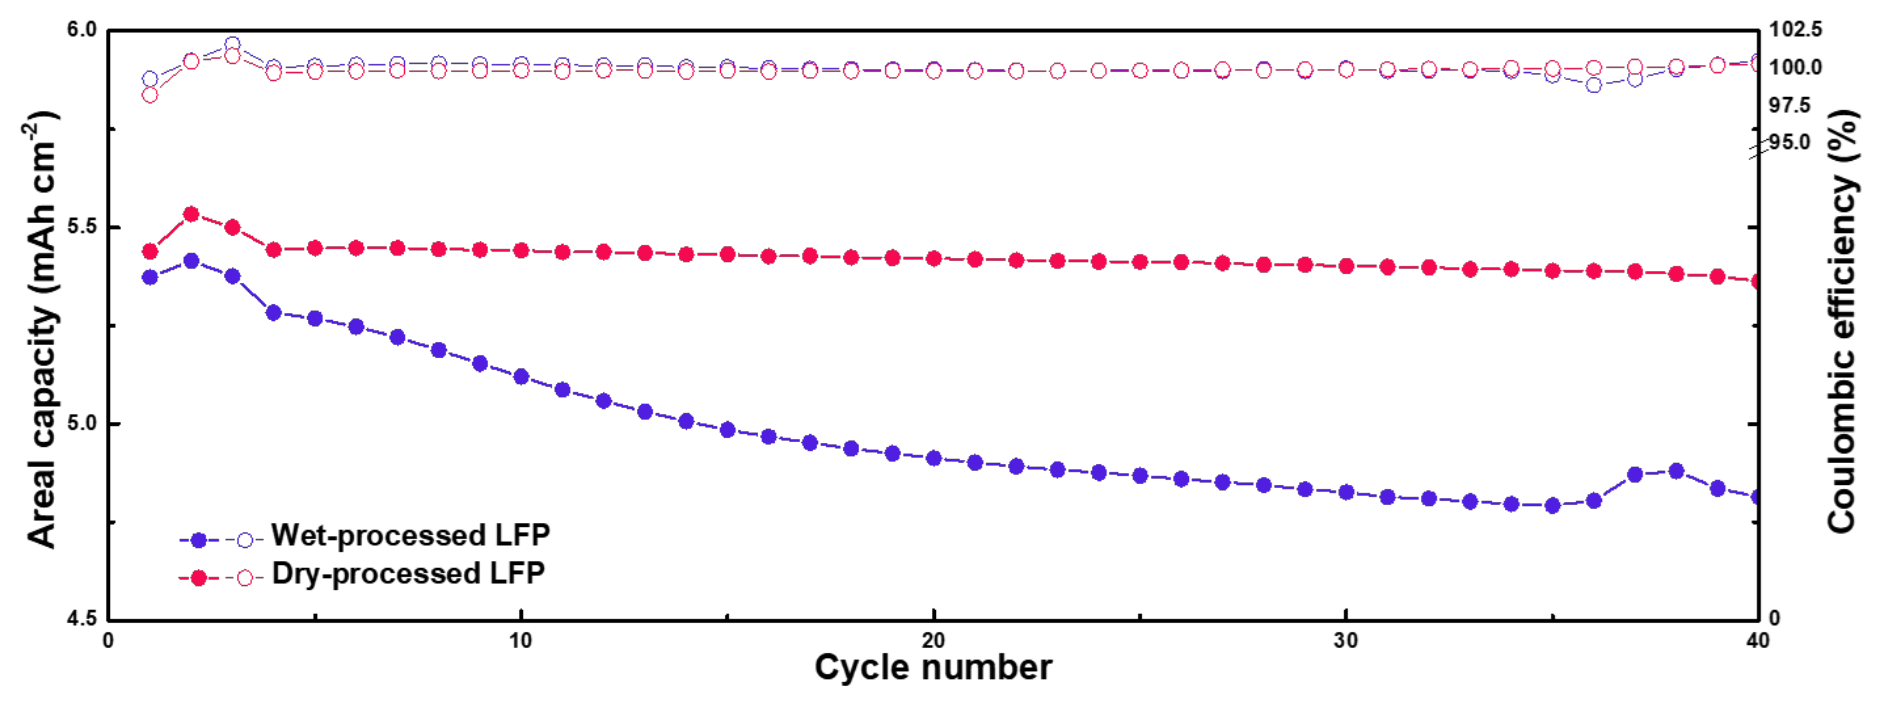 6.0
5.5
5.0
4.5
Areal capacity (mAh cm-2)
102.5
100.0
97.5
95.0
0
Coulombic efficiency (%)
Wet-processed LFP
Dry-processed LFP
0 10 20 30 40
Cycle number